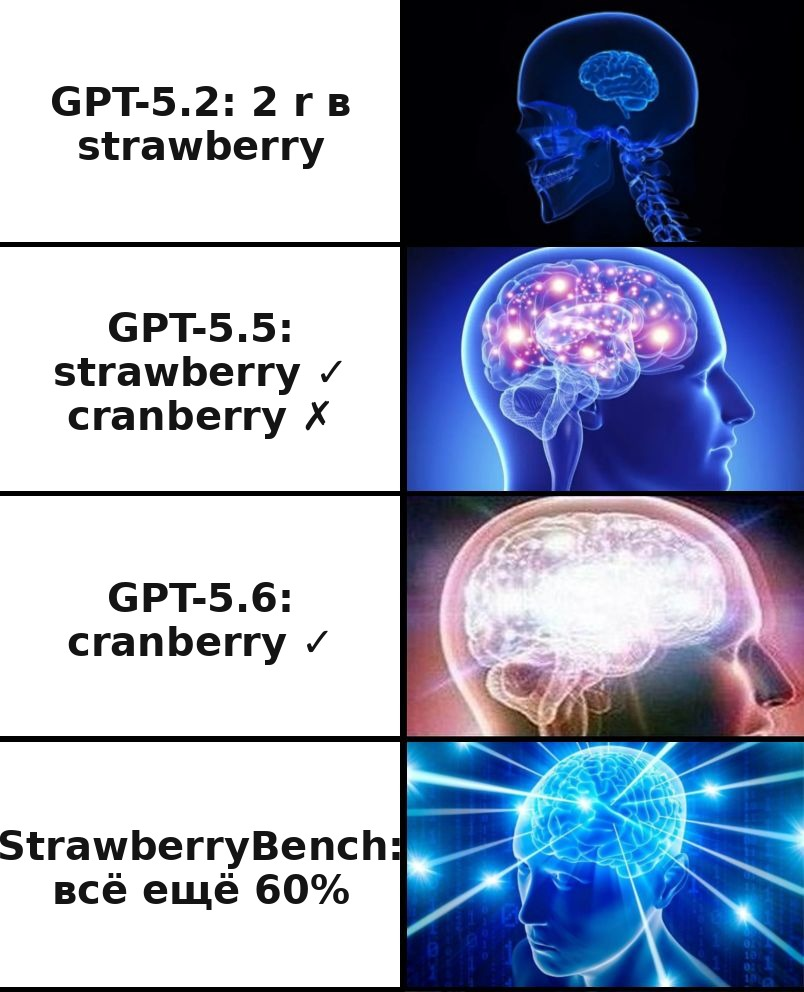 GPT-5.2: 2 r в
strawberry
GPT-5.5:
strawberry ✓
cranberry ✗
GPT-5.6:
cranberry ✓
StrawberryBench:
всё ещё 60%